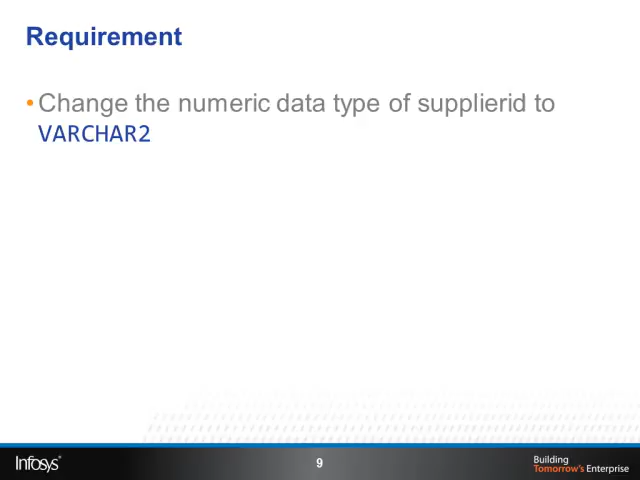 Requirement
• Change the numeric data type of supplierid to
VARCHAR2
Infosys®
9
Building
Tomorrow's Enterprise